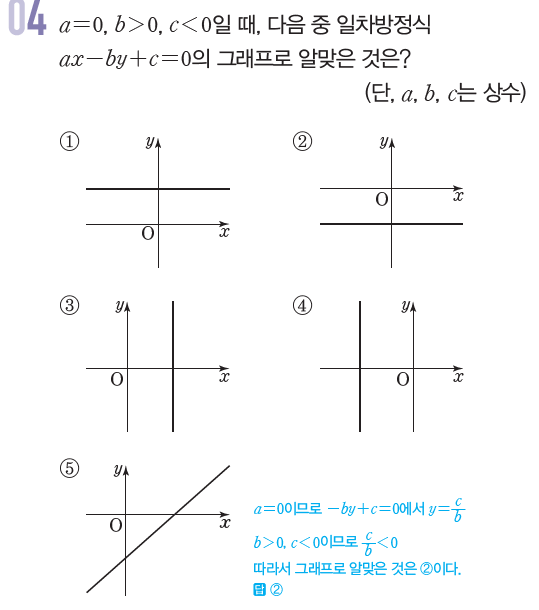 04 a=0, b>0, c<0일 때, 다음 중 일차방정식
ax-by+c=0의 그래프로 알맞은 것은?
(단, a, b, c는 상수)
① y O x
② y O x
③ y O x
④ y O x
⑤ y O x
a=0이므로 -by+c=0에서 y=c/b
b>0, c<0이므로 c/b<0
따라서 그래프로 알맞은 것은 ②이다.
답 ②